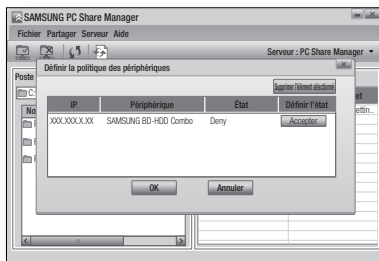 SAMSUNG PC Share Manager
Fichier Partager Serveur Aide
Serveur : PC Share Manager
Définir la politique des périphériques
Poste
Supprimer l'élément sélectionné
C:
IP Périphérique État Définir l'état
No
XXX.XXX.X.XX SAMSUNG BD-HDD Combo Deny Accepter
OK Annuler